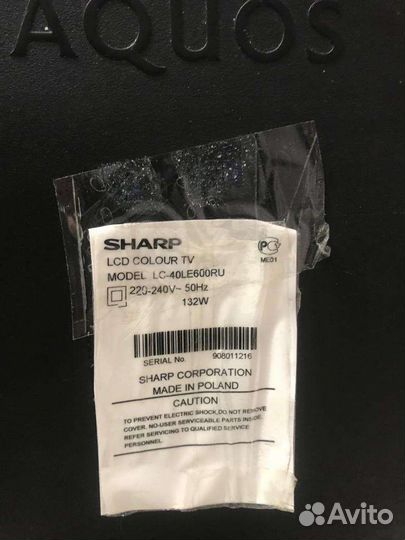 AQUOS
SHARP
LCD COLOUR TV
MODEL LC-40LE600RU
220-240V~ 50Hz
132W
РС
ME01
SERIAL No. 908011216
SHARP CORPORATION
MADE IN POLAND
CAUTION
TO PREVENT ELECTRIC SHOCK,DO NOT REMOVE
COVER. NO-USER SERVICEABLE PARTS INSIDE.
REFER SERVICING TO QUALIFIED SERVICE
PERSONNEL.
Avito